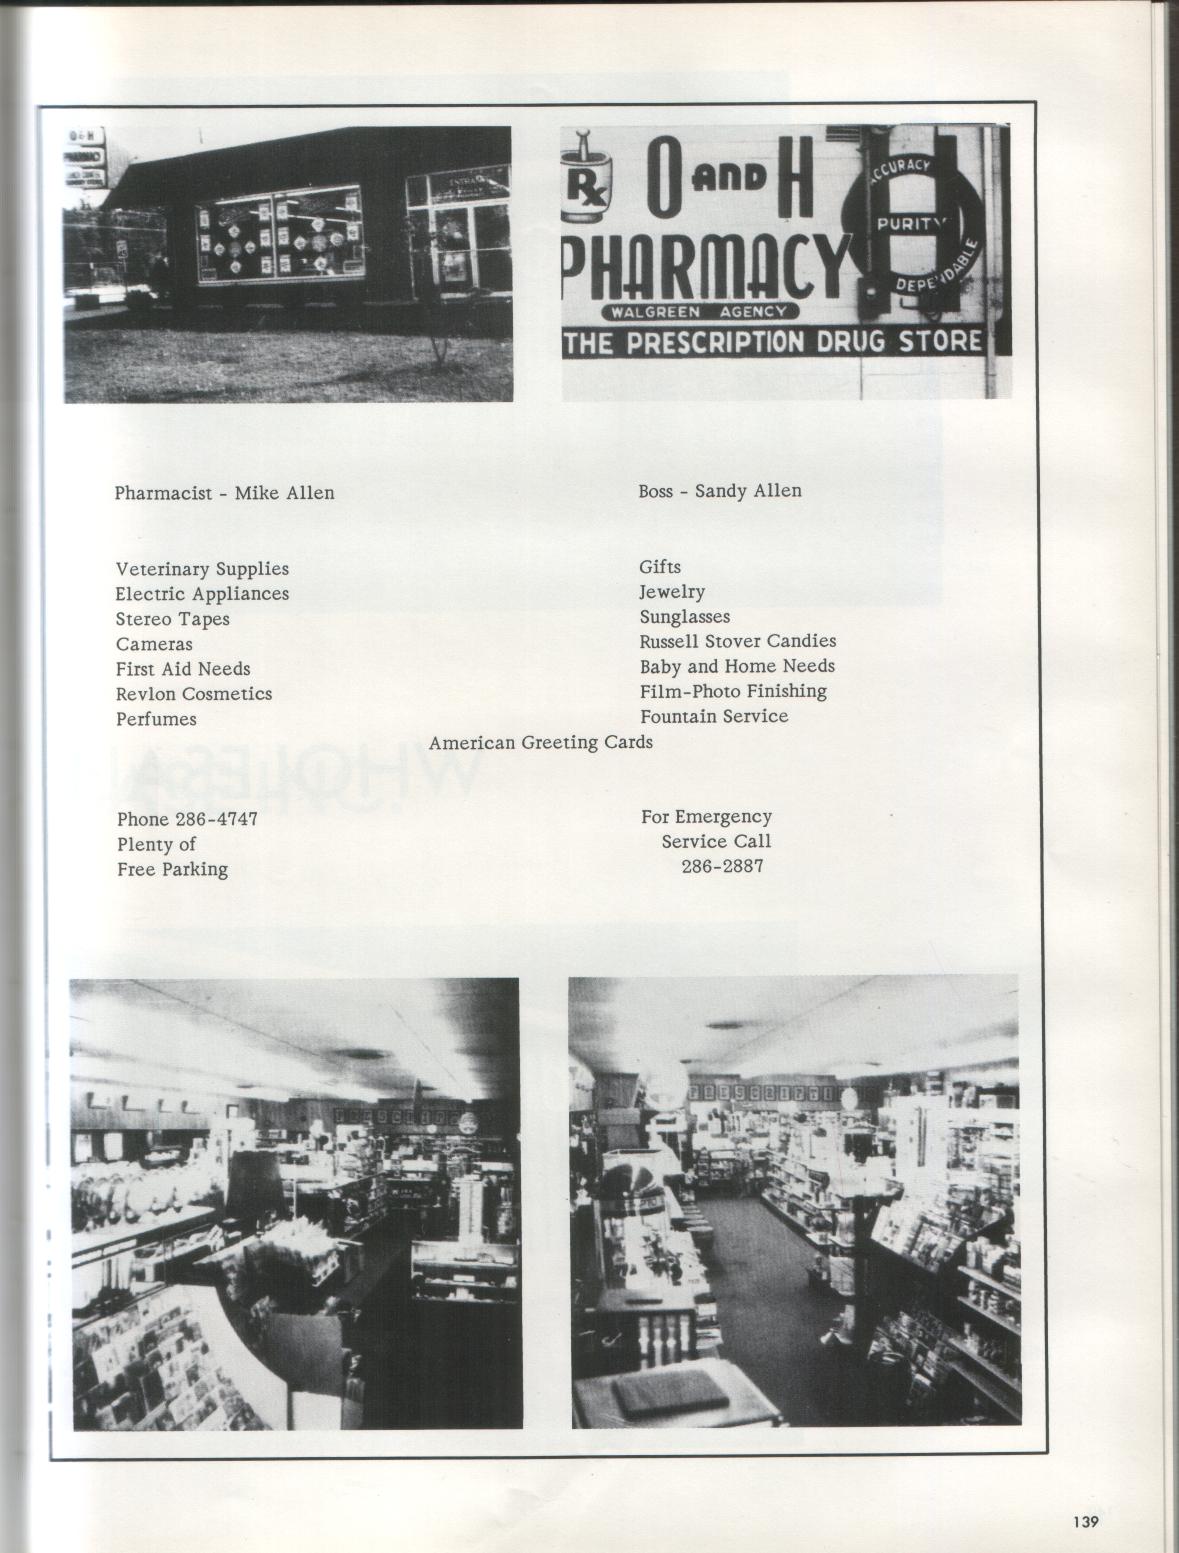 O & H
PHARMACY
ENTRANCE
Rx
O AND H
PHARMACY
WALGREEN AGENCY
THE PRESCRIPTION DRUG STORE
ACCURACY
PURITY
DEPENDABLE
Pharmacist - Mike Allen
Boss - Sandy Allen
Veterinary Supplies
Electric Appliances
Stereo Tapes
Cameras
First Aid Needs
Revlon Cosmetics
Perfumes
Gifts
Jewelry
Sunglasses
Russell Stover Candies
Baby and Home Needs
Film-Photo Finishing
Fountain Service
American Greeting Cards
Phone 286-4747
Plenty of
Free Parking
For Emergency
Service Call
286-2887
PRESCRIPTI
139